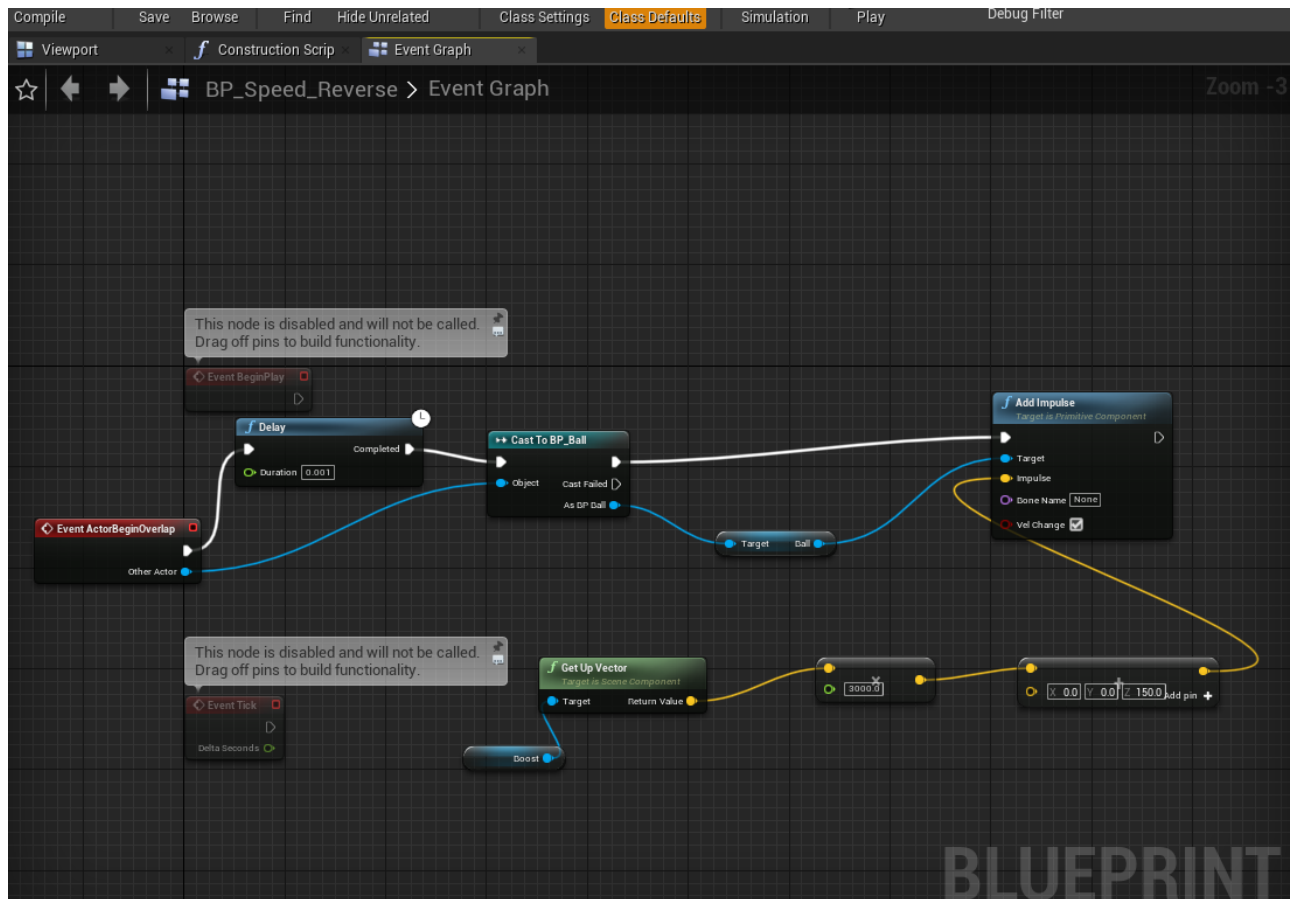 Compile Save Browse Find Hide Unrelated Class Settings Class Defaults Simulation Play Debug Filter
Viewport Construction Scrip Event Graph
BP_Speed_Reverse > Event Graph Zoom -3
This node is disabled and will not be called.
Drag off pins to build functionality.
Event BeginPlay
Delay
Completed
Duration 0.001
Cast To BP_Ball
Object Cast Failed
As BP Ball
Add Impulse
Target is Primitive Component
Target
Impulse
Bone Name None
Vel Change
Event ActorBeginOverlap
Other Actor
Target Ball
This node is disabled and will not be called.
Drag off pins to build functionality.
Event Tick
Delta Seconds
Get Up Vector
Target is Scene Component
Target Return Value
Boost
3000.0
X 0.0 Y 0.0 Z 150.0 Add pin +
BLUEPRINT